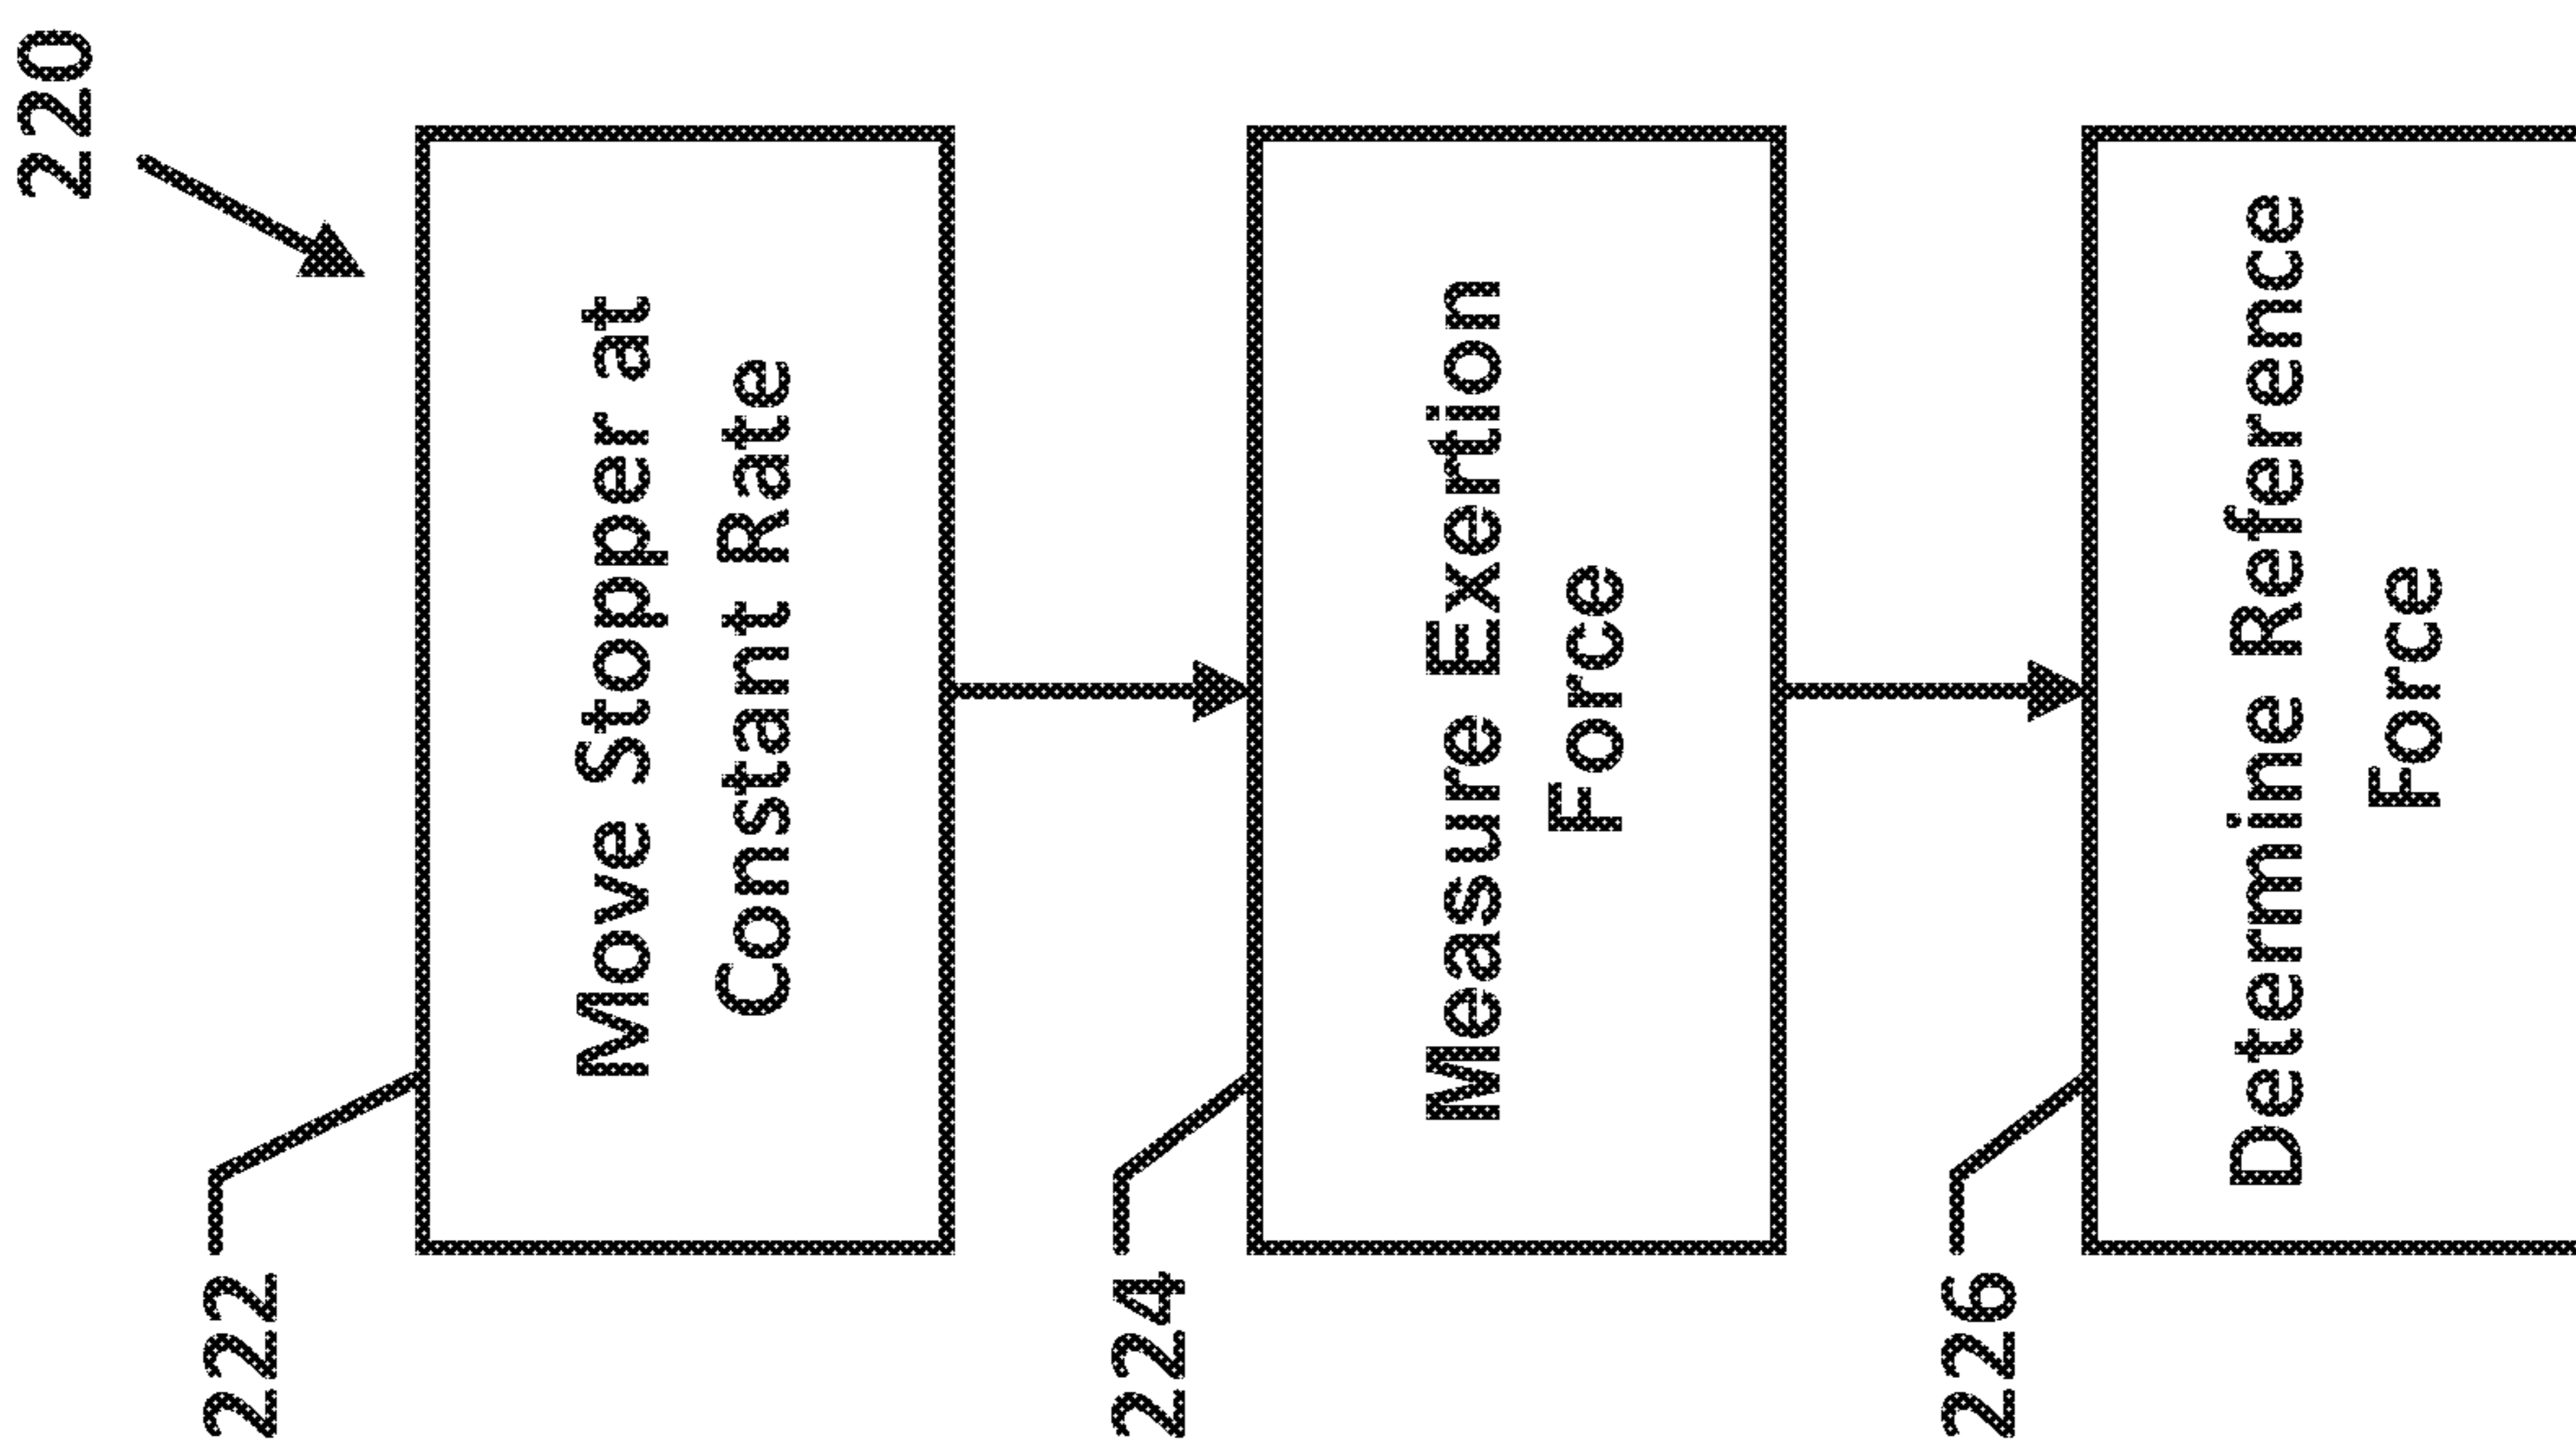 220
222
Move Stopper at
Constant Rate
224
Measure Exertion
Force
226
Determine Reference
Force